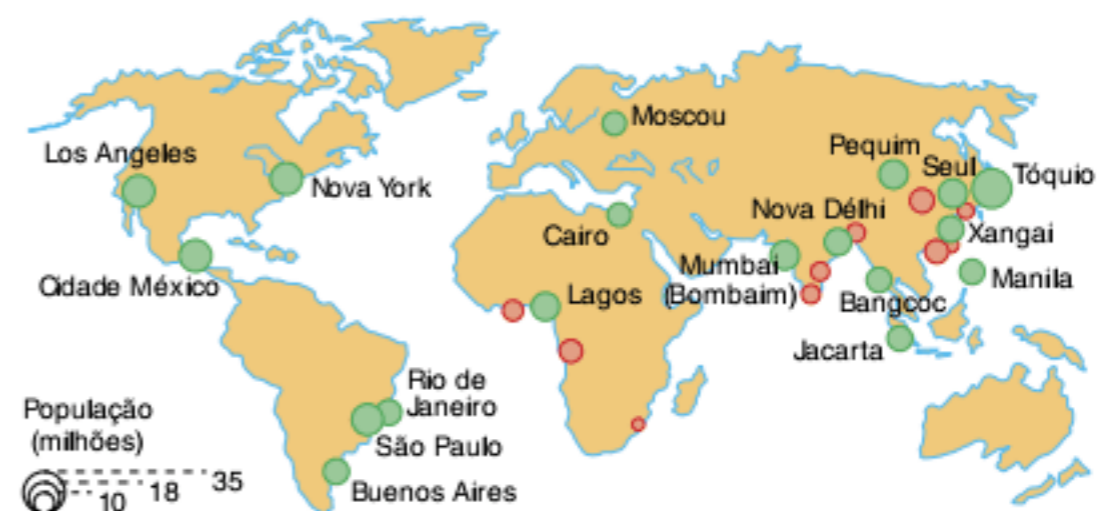 Moscou
Los Angeles
Pequim
Seul
Tóquio
Nova York
Nova Délhi
Cairo
Xangai
Mumbai
(Bombaim)
Manila
Cidade México
Lagos
Bangcoc
Jacarta
Rio de
Janeiro
São Paulo
Buenos Aires
População
(milhões)
35
18
10